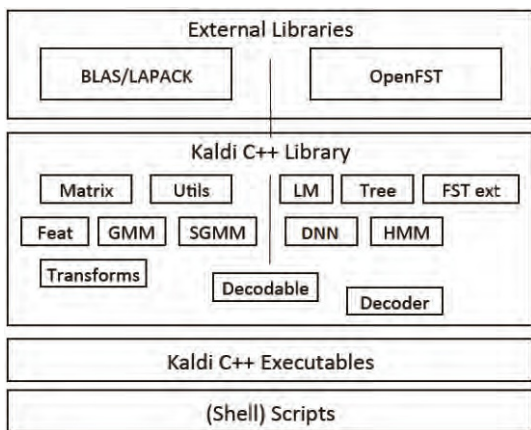 External Libraries
BLAS/LAPACK OpenFST
Kaldi C++ Library
Matrix Utils LM Tree FST ext
Feat GMM SGMM DNN HMM
Transforms
Decodable
Decoder
Kaldi C++ Executables
(Shell) Scripts